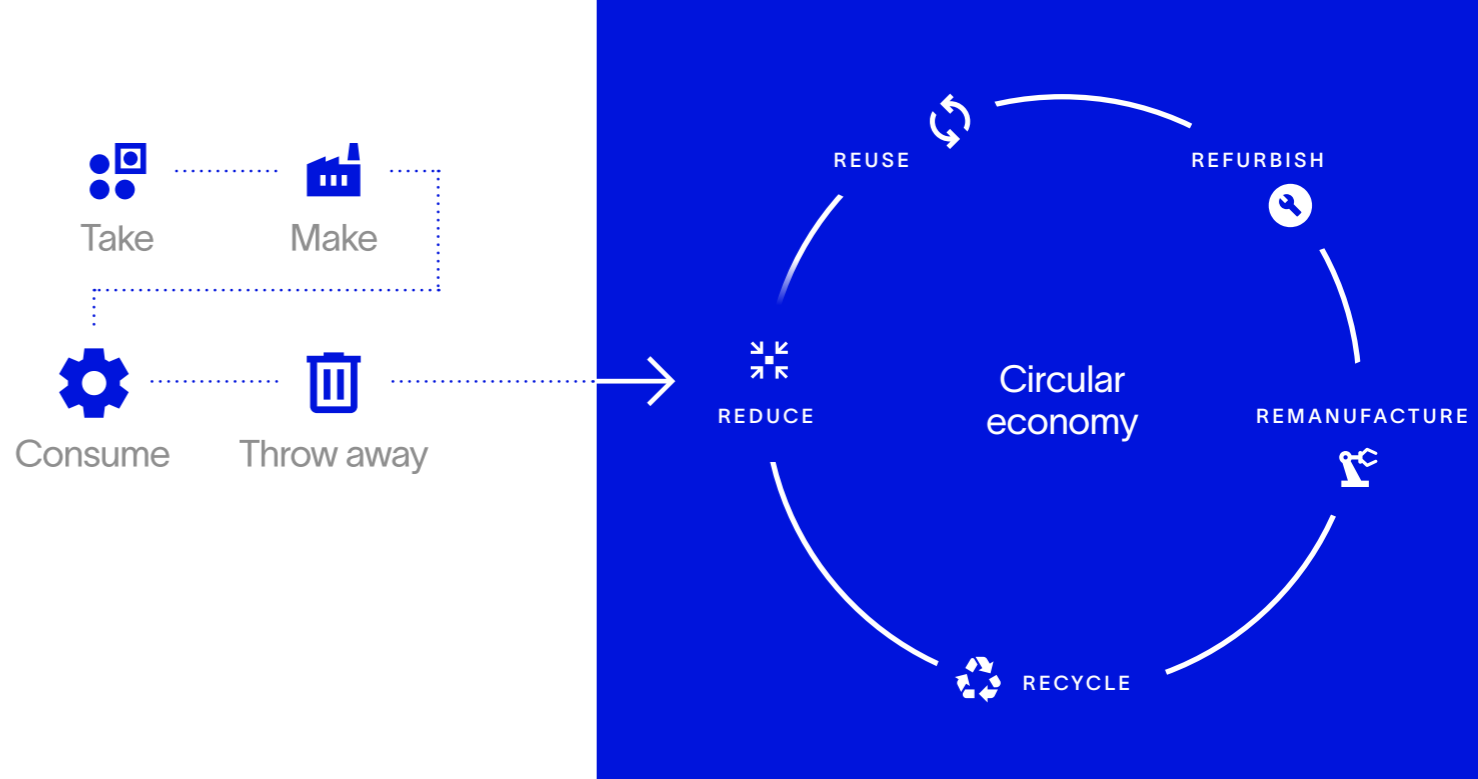 Take
Make
Consume
Throw away
REUSE
REFURBISH
REDUCE
Circular
economy
REMANUFACTURE
RECYCLE